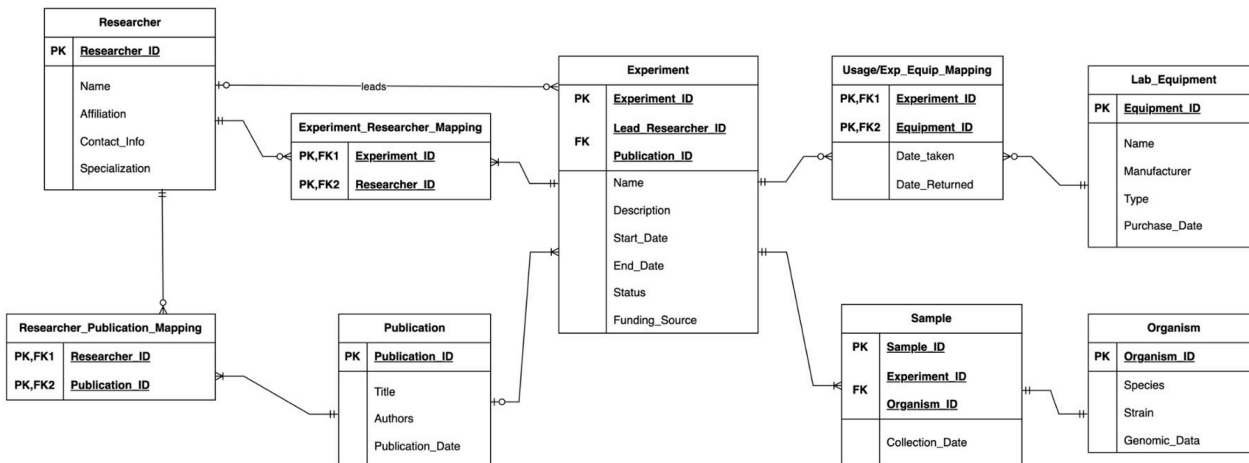 Researcher
PK Researcher_ID
Name
Affiliation
Contact_Info
Specialization
leads
Experiment_Researcher_Mapping
PK,FK1 Experiment_ID
PK,FK2 Researcher_ID
Experiment
PK Experiment_ID
FK Lead_Researcher_ID
Publication_ID
Name
Description
Start_Date
End_Date
Status
Funding_Source
Usage/Exp_Equip_Mapping
PK,FK1 Experiment_ID
PK,FK2 Equipment_ID
Date_taken
Date_Returned
Lab_Equipment
PK Equipment_ID
Name
Manufacturer
Type
Purchase_Date
Researcher_Publication_Mapping
PK,FK1 Researcher_ID
PK,FK2 Publication_ID
Publication
PK Publication_ID
Title
Authors
Publication_Date
Sample
PK Sample_ID
FK Experiment_ID
Organism_ID
Collection_Date
Organism
PK Organism_ID
Species
Strain
Genomic_Data